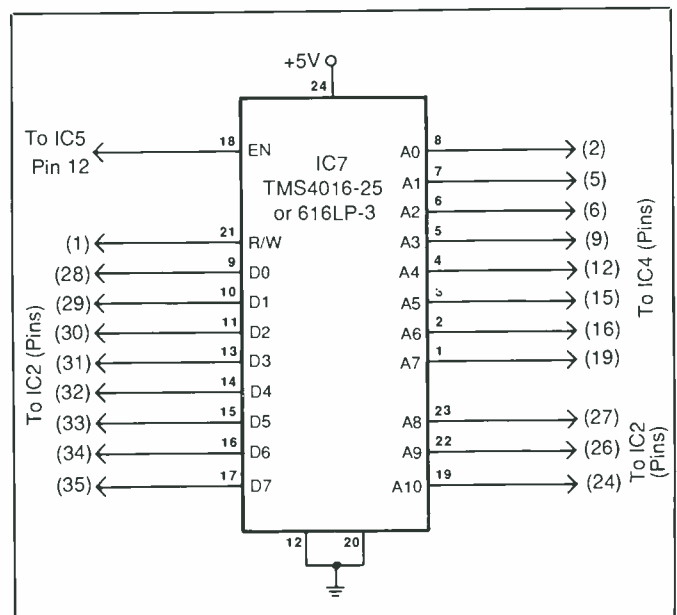 +5V
24
To IC5
Pin 12
18
EN
IC7
TMS4016-25
or 616LP-3
A0
8
(2)
A1
7
(5)
A2
6
(6)
(1)
21
R/W
A3
5
(9)
(28)
9
D0
A4
4
(12)
(29)
10
D1
A5
3
(15)
(30)
11
D2
A6
2
(16)
(31)
13
D3
A7
1
(19)
(32)
14
D4
(33)
15
D5
A8
23
(27)
(34)
16
D6
A9
22
(26)
(35)
17
D7
A10
19
(24)
To IC2 (Pins)
To IC4 (Pins)
To IC2
(Pins)
12
20